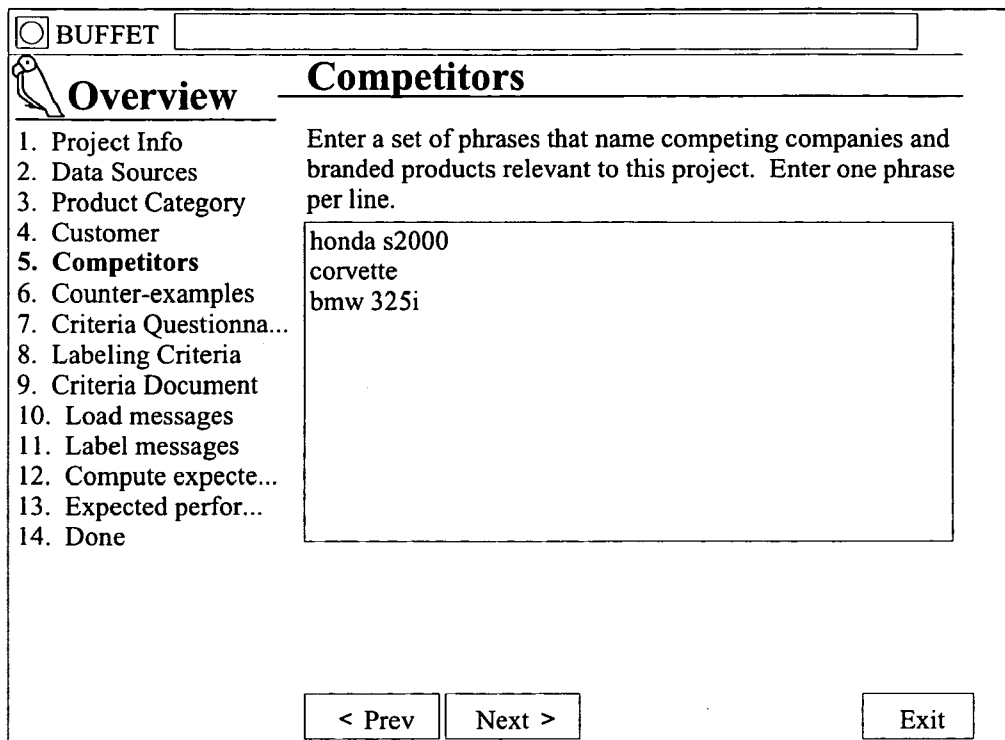 BUFFET
Overview
1. Project Info
2. Data Sources
3. Product Category
4. Customer
5. Competitors
6. Counter-examples
7. Criteria Questionna...
8. Labeling Criteria
9. Criteria Document
10. Load messages
11. Label messages
12. Compute expecte...
13. Expected perfor...
14. Done
Competitors
Enter a set of phrases that name competing companies and
branded products relevant to this project. Enter one phrase
per line.
honda s2000
corvette
bmw 325i
< Prev
Next >
Exit